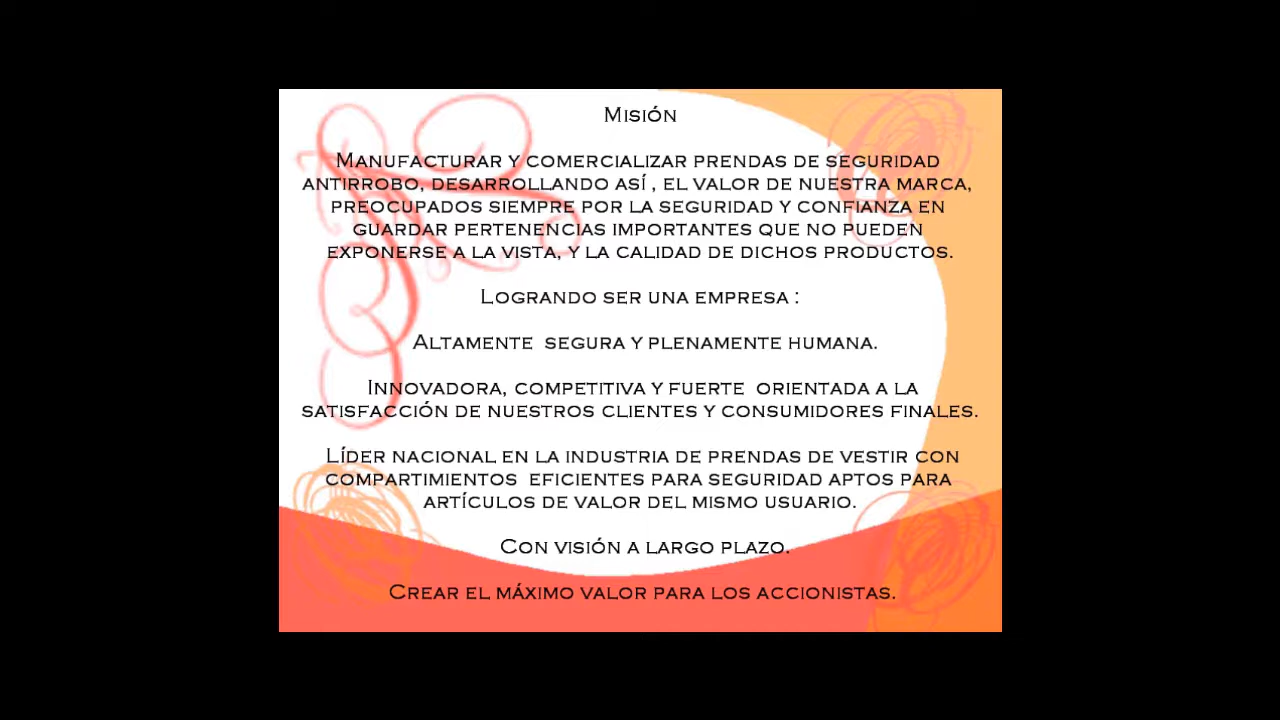 Misión
Manufacturar y comercializar prendas de seguridad
antirrobo, desarrollando así , el valor de nuestra marca,
preocupados siempre por la seguridad y confianza en
guardar pertenencias importantes que no pueden
exponerse a la vista, y la calidad de dichos productos.
Logrando ser una empresa :
Altamente  segura y plenamente humana.
Innovadora, competitiva y fuerte  orientada a la
satisfacción de nuestros clientes y consumidores finales.
Líder nacional en la industria de prendas de vestir con
compartimientos  eficientes para seguridad aptos para
artículos de valor del mismo usuario.
Con visión a largo plazo.
Crear el máximo valor para los accionistas.